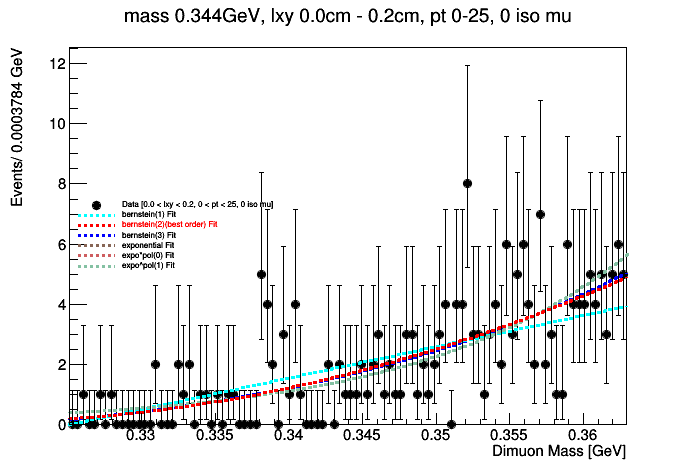 mass 0.344GeV, lxy 0.0cm - 0.2cm, pt 0-25, 0 iso mu
Events/ 0.0003784 GeV
12
10
8
6
4
2
0
Data [0.0 < lxy < 0.2, 0 < pt < 25, 0 iso mu]
bernstein(1) Fit
bernstein(2)(best order) Fit
bernstein(3) Fit
exponential Fit
expo*pol(0) Fit
expo*pol(1) Fit
0.33 0.335 0.34 0.345 0.35 0.355 0.36
Dimuon Mass [GeV]